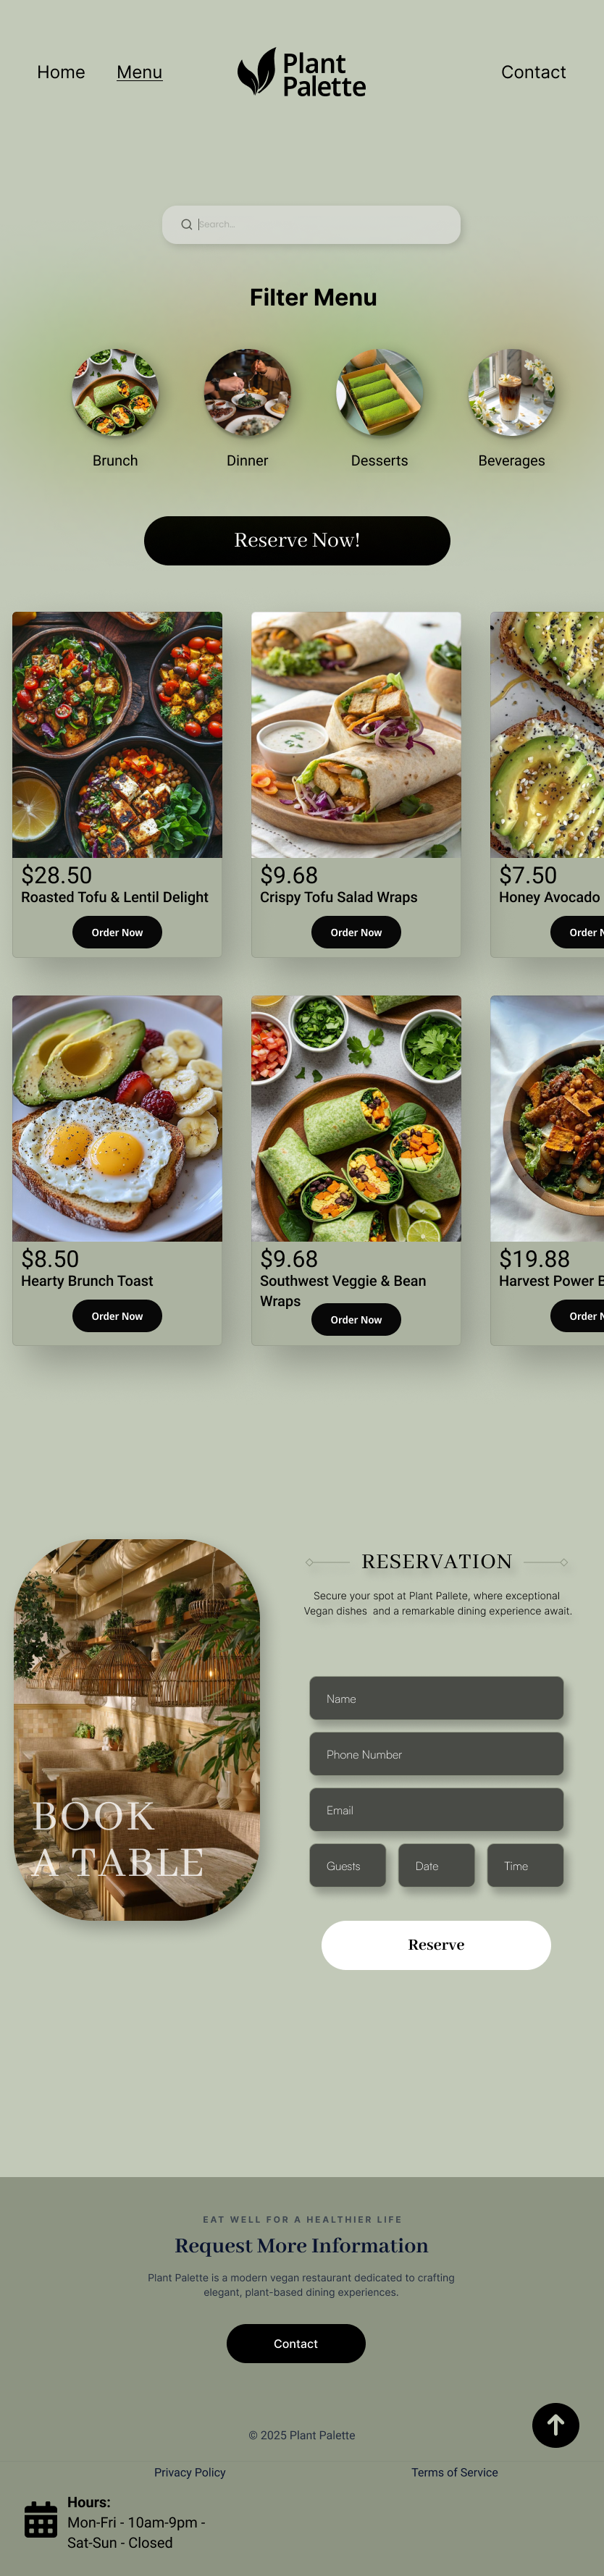 Home
Menu
Plant
Palette
Contact
Search...
Filter Menu
Brunch
Dinner
Desserts
Beverages
Reserve Now!
$28.50
Roasted Tofu & Lentil Delight
Order Now
$9.68
Crispy Tofu Salad Wraps
Order Now
$7.50
Honey Avocado
Order N
$8.50
Hearty Brunch Toast
Order Now
$9.68
Southwest Veggie & Bean
Wraps
Order Now
$19.88
Harvest Power B
Order N
BOOK
A TABLE
RESERVATION
Secure your spot at Plant Pallete, where exceptional
Vegan dishes and a remarkable dining experience await.
Name
Phone Number
Email
Guests
Date
Time
Reserve
EAT WELL FOR A HEALTHIER LIFE
Request More Information
Plant Palette is a modern vegan restaurant dedicated to crafting
elegant, plant-based dining experiences.
Contact
© 2025 Plant Palette
Privacy Policy
Terms of Service
Hours:
Mon-Fri - 10am-9pm -
Sat-Sun - Closed